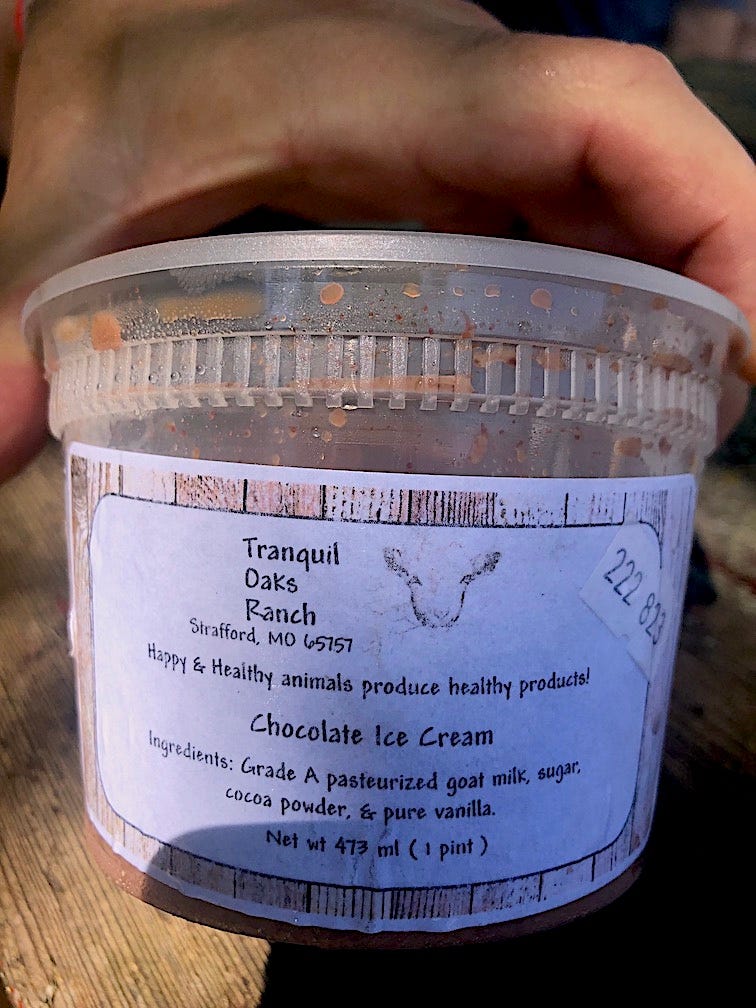 Tranquil
Oaks
Ranch
Strafford, MO 65757
Happy & Healthy animals produce healthy products!
Chocolate Ice Cream
Ingredients: Grade A pasteurized goat milk, sugar,
cocoa powder, & pure vanilla.
Net wt 473 ml ( 1 pint )
222 823